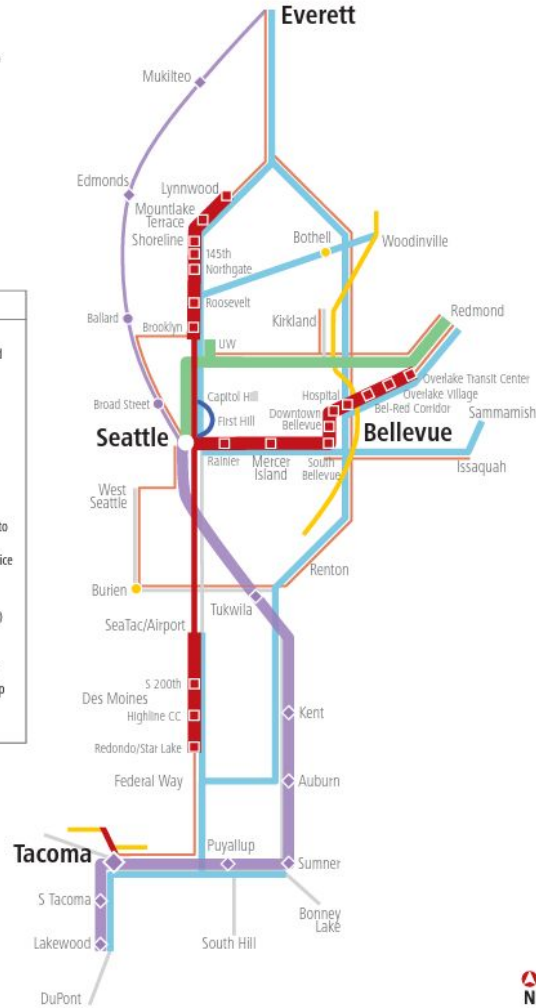 Everett
Mukilteo
Edmonds
Lynnwood
Mountlake
Terrace
Shoreline
145th
Northgate
Bothell
Woodinville
Roosevelt
Ballard
Brooklyn
Kirkland
Redmond
UW
Overlake Transit Center
Overlake Village
Bel-Red Corridor
Hospital
Capitol Hill
Broad Street
First Hill
Downtown
Bellevue
Sammamish
Seattle
Bellevue
Rainier
Mercer
Island
South
Bellevue
Issaquah
West
Seattle
to
ice
Renton
Burien
Tukwila
SeaTac/Airport
S 200th
Des Moines
Highline CC
Kent
Redondo/Star Lake
Federal Way
Auburn
Tacoma
Puyallup
Sumner
S Tacoma
Bonney
Lake
Lakewood
South Hill
DuPont
N